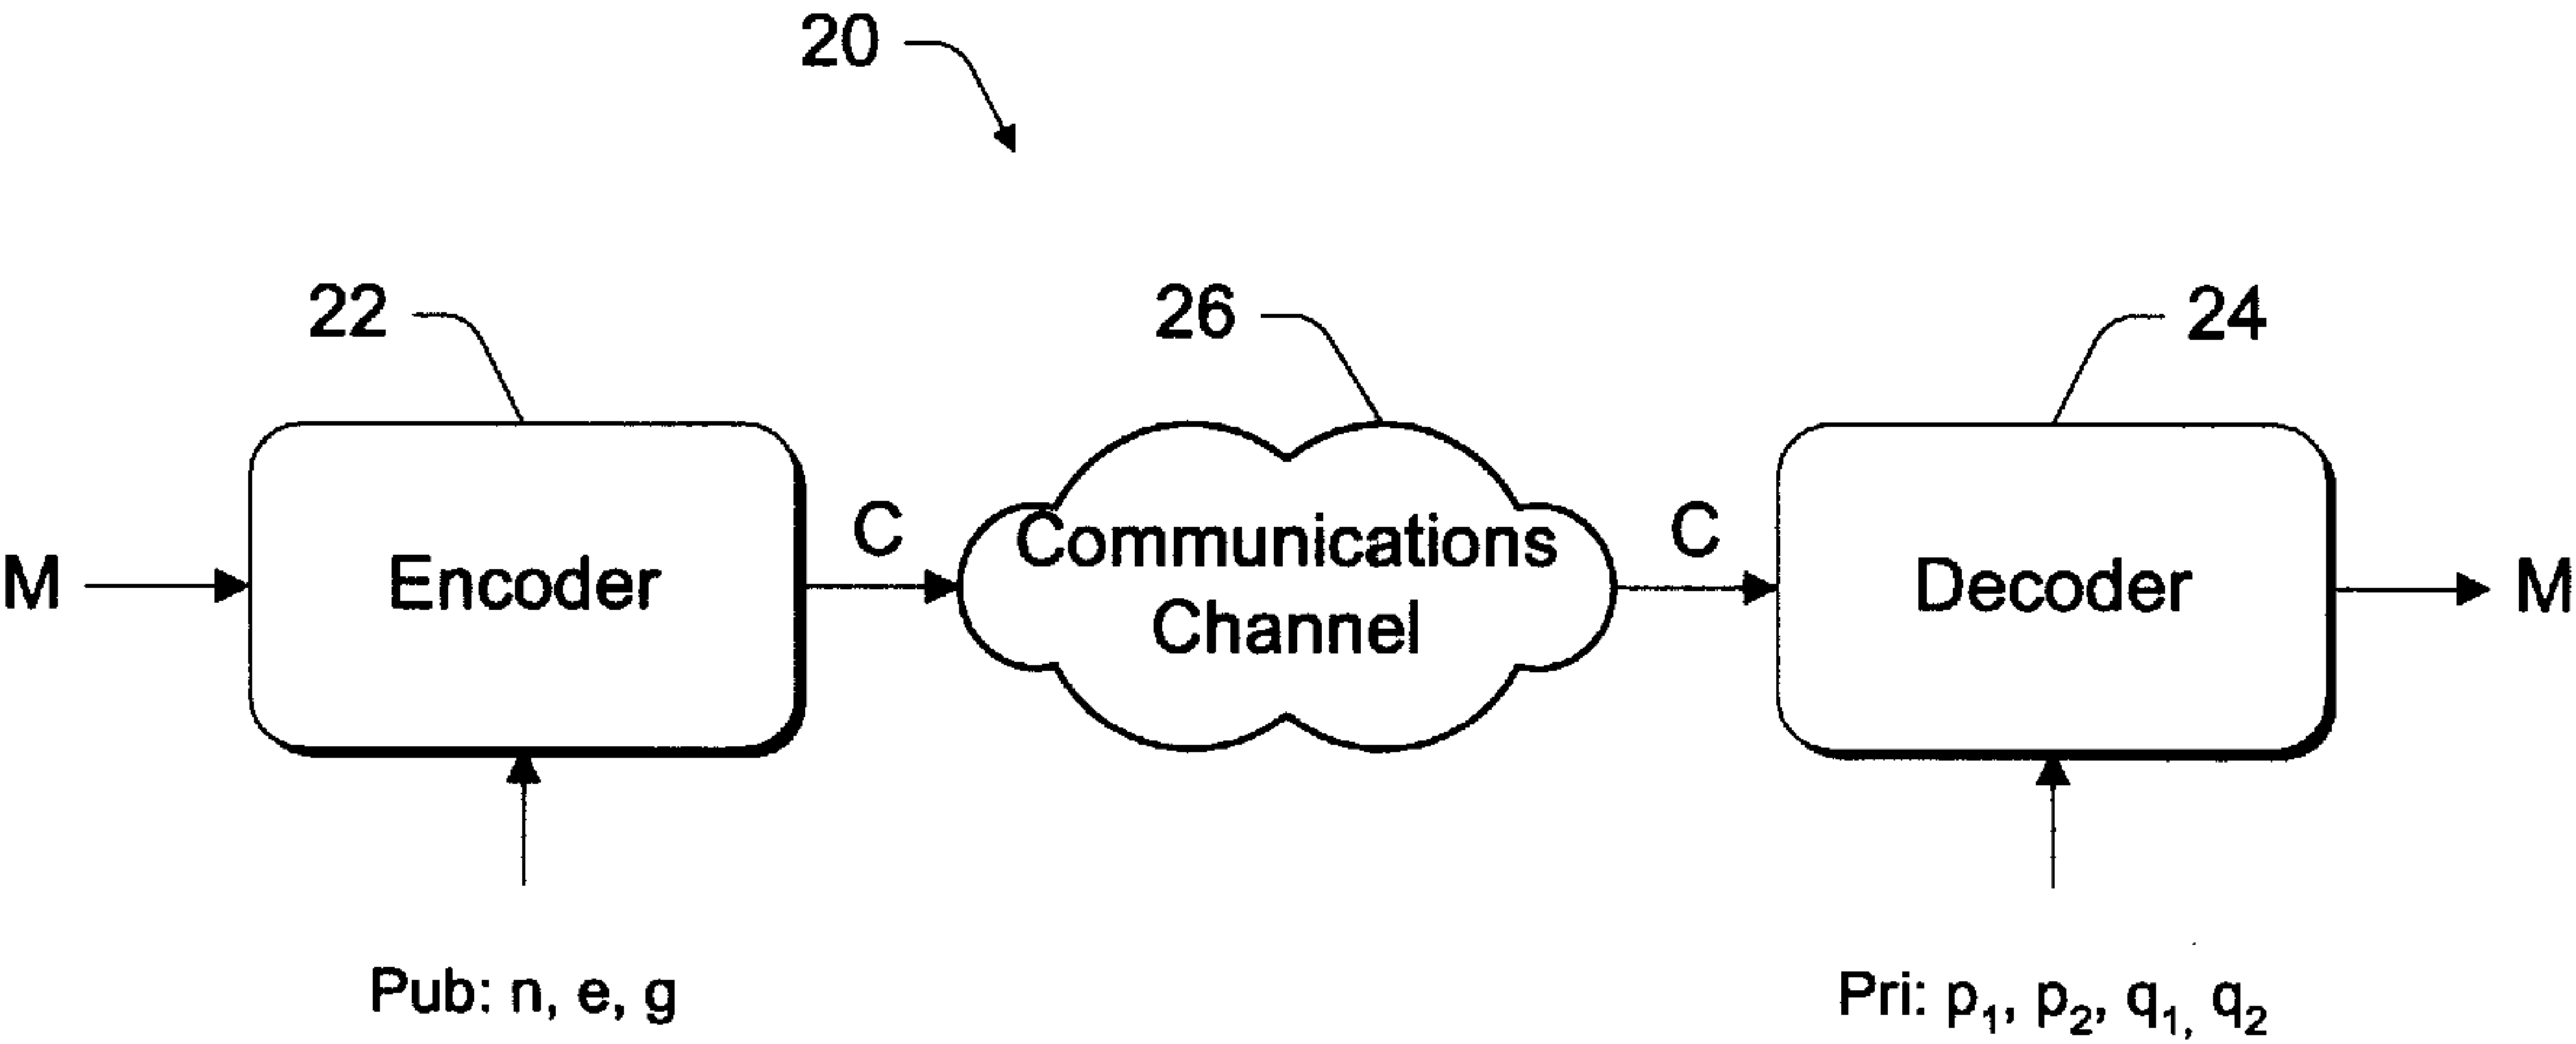 20
22
26
24
M
Encoder
C
Communications
Channel
C
Decoder
M
Pub: n, e, g
Pri: p₁, p₂, q₁, q₂